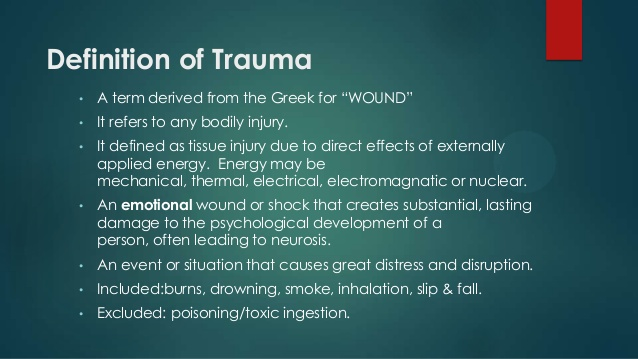 Definition of Trauma
• A term derived from the Greek for “WOUND”
• It refers to any bodily injury.
• It defined as tissue injury due to direct effects of externally
applied energy. Energy may be
mechanical, thermal, electrical, electromagnatic or nuclear.
• An emotional wound or shock that creates substantial, lasting
damage to the psychological development of a
person, often leading to neurosis.
• An event or situation that causes great distress and disruption.
• Included:burns, drowning, smoke, inhalation, slip & fall.
• Excluded: poisoning/toxic ingestion.